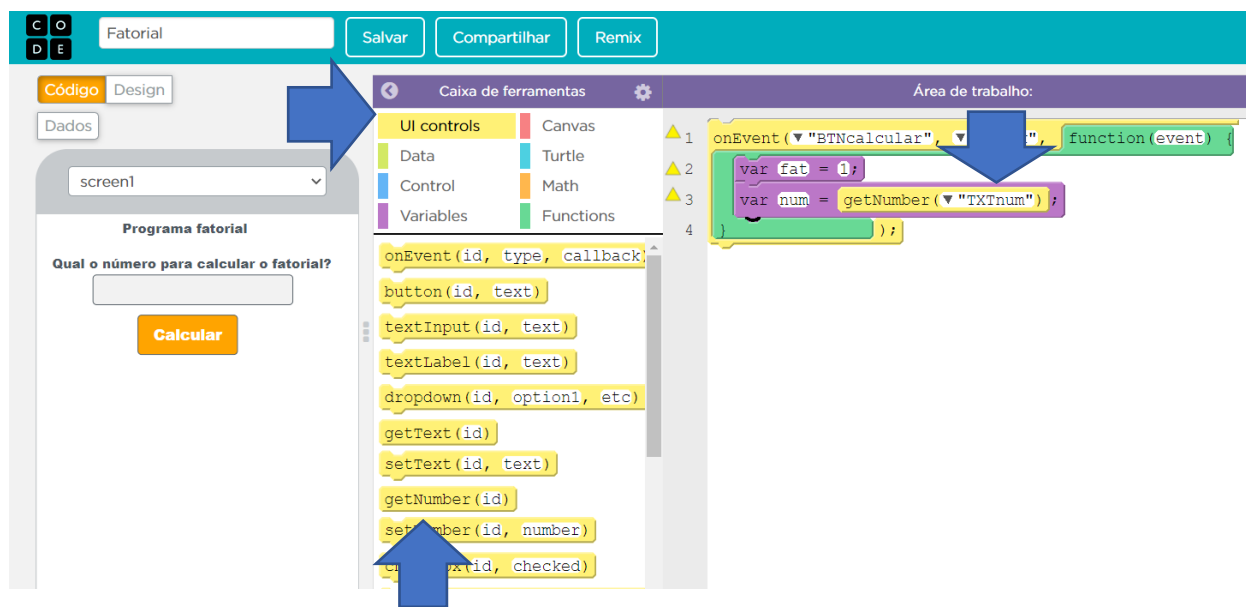 C O
D E
Fatorial
Salvar
Compartilhar
Remix
Código
Design
Dados
screen1
Programa fatorial
Qual o número para calcular o fatorial?
Calcular
Caixa de ferramentas
UI controls
Canvas
Data
Turtle
Control
Math
Variables
Functions
onEvent(id, type, callback)
button(id, text)
textInput(id, text)
textLabel(id, text)
dropdown(id, option1, etc)
getText(id)
setText(id, text)
getNumber(id)
(id, number)
(id, checked)
Área de trabalho:
1 onEvent(▼"BTNcalcular", ▼ ", function(event) {
2 var fat = 1;
3 var num = getNumber(▼"TXTnum");
4 });